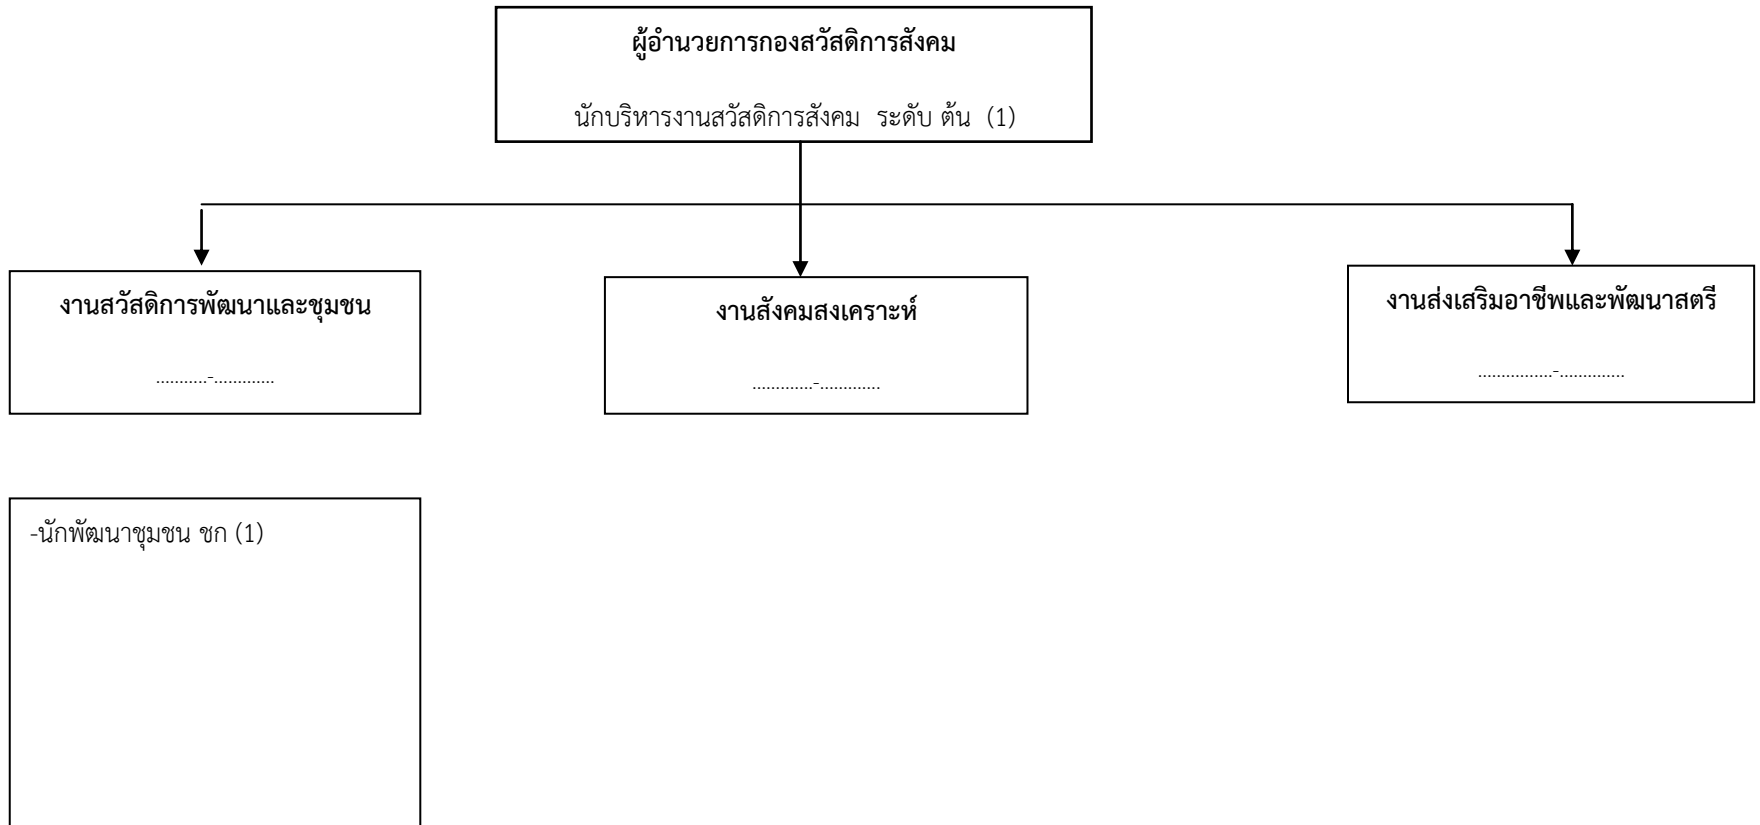 ผู้อำนวยการกองสวัสดิการสังคม
นักบริหารงานสวัสดิการสังคม ระดับ ต้น (1)
งานสวัสดิการพัฒนาและชุมชน
...........-.............
งานสังคมสงเคราะห์
.............-.............
งานส่งเสริมอาชีพและพัฒนาสตรี
................-..............
-นักพัฒนาชุมชน ชก (1)